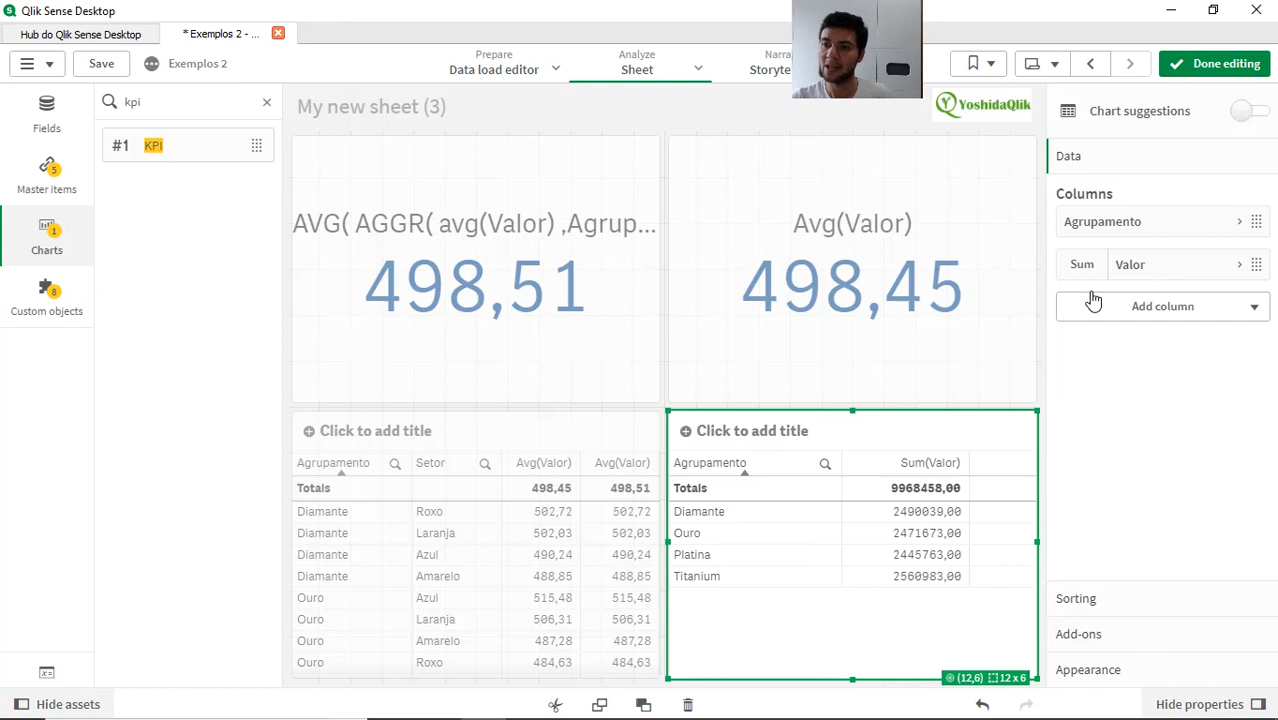 Qlik Sense Desktop
Hub do Qlik Sense Desktop
* Exemplos 2 - ...
Save
Exemplos 2
Prepare
Data load editor
Analyze
Sheet
Narra
Storyte
Done editing
Fields
5
Master items
1
Charts
8
Custom objects
kpi
#1 KPI
My new sheet (3)
YoshidaQlik
AVG( AGGR( avg(Valor) ,Agrup...
498,51
Avg(Valor)
498,45
Click to add title
Agrupamento Setor Avg(Valor) Avg(Valor)
Totals 498,45 498,51
Diamante Roxo 502,72 502,72
Diamante Laranja 502,03 502,03
Diamante Azul 490,24 490,24
Diamante Amarelo 488,85 488,85
Ouro Azul 515,48 515,48
Ouro Laranja 506,31 506,31
Ouro Amarelo 487,28 487,28
Ouro Roxo 484,63 484,63
Click to add title
Agrupamento Sum(Valor)
Totals 9968458,00
Diamante 2490039,00
Ouro 2471673,00
Platina 2445763,00
Titanium 2560983,00
(12,6) 12 x 6
Chart suggestions
Data
Columns
Agrupamento
Sum Valor
Add column
Sorting
Add-ons
Appearance
Hide assets
Hide properties